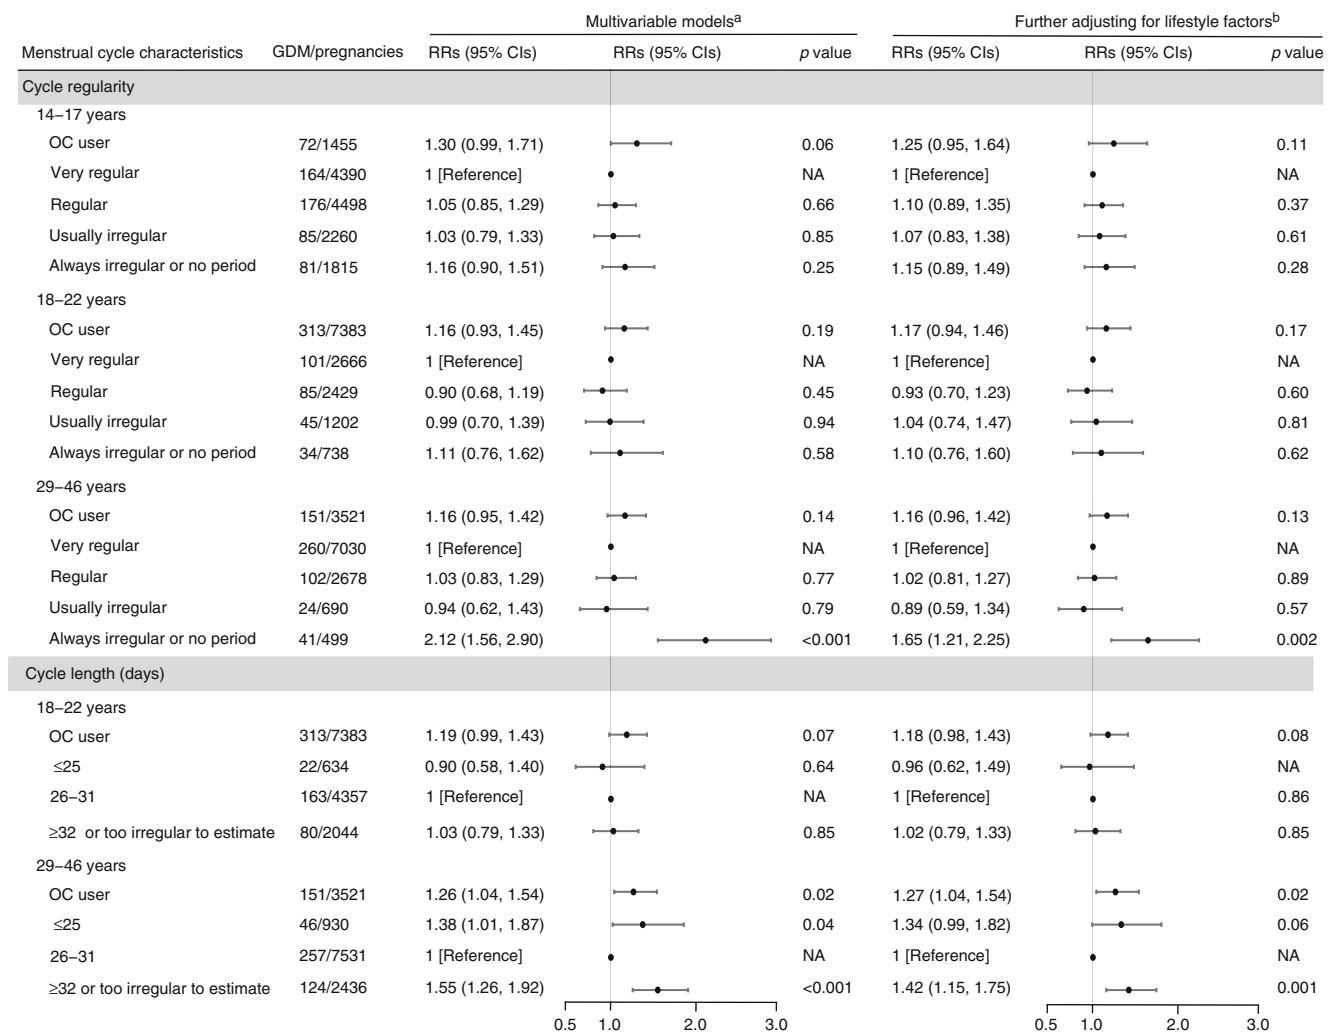 Multivariable modelsa Further adjusting for lifestyle factorsb
Menstrual cycle characteristics GDM/pregnancies RRs (95% CIs) RRs (95% CIs) p value RRs (95% CIs) RRs (95% CIs) p value
Cycle regularity
14–17 years
OC user 72/1455 1.30 (0.99, 1.71) 0.06 1.25 (0.95, 1.64) 0.11
Very regular 164/4390 1 [Reference] NA 1 [Reference] NA
Regular 176/4498 1.05 (0.85, 1.29) 0.66 1.10 (0.89, 1.35) 0.37
Usually irregular 85/2260 1.03 (0.79, 1.33) 0.85 1.07 (0.83, 1.38) 0.61
Always irregular or no period 81/1815 1.16 (0.90, 1.51) 0.25 1.15 (0.89, 1.49) 0.28
18–22 years
OC user 313/7383 1.16 (0.93, 1.45) 0.19 1.17 (0.94, 1.46) 0.17
Very regular 101/2666 1 [Reference] NA 1 [Reference] NA
Regular 85/2429 0.90 (0.68, 1.19) 0.45 0.93 (0.70, 1.23) 0.60
Usually irregular 45/1202 0.99 (0.70, 1.39) 0.94 1.04 (0.74, 1.47) 0.81
Always irregular or no period 34/738 1.11 (0.76, 1.62) 0.58 1.10 (0.76, 1.60) 0.62
29–46 years
OC user 151/3521 1.16 (0.95, 1.42) 0.14 1.16 (0.96, 1.42) 0.13
Very regular 260/7030 1 [Reference] NA 1 [Reference] NA
Regular 102/2678 1.03 (0.83, 1.29) 0.77 1.02 (0.81, 1.27) 0.89
Usually irregular 24/690 0.94 (0.62, 1.43) 0.79 0.89 (0.59, 1.34) 0.57
Always irregular or no period 41/499 2.12 (1.56, 2.90) <0.001 1.65 (1.21, 2.25) 0.002
Cycle length (days)
18–22 years
OC user 313/7383 1.19 (0.99, 1.43) 0.07 1.18 (0.98, 1.43) 0.08
≤25 22/634 0.90 (0.58, 1.40) 0.64 0.96 (0.62, 1.49) NA
26–31 163/4357 1 [Reference] NA 1 [Reference] 0.86
≥32 or too irregular to estimate 80/2044 1.03 (0.79, 1.33) 0.85 1.02 (0.79, 1.33) 0.85
29–46 years
OC user 151/3521 1.26 (1.04, 1.54) 0.02 1.27 (1.04, 1.54) 0.02
≤25 46/930 1.38 (1.01, 1.87) 0.04 1.34 (0.99, 1.82) 0.06
26–31 257/7531 1 [Reference] NA 1 [Reference] NA
≥32 or too irregular to estimate 124/2436 1.55 (1.26, 1.92) <0.001 1.42 (1.15, 1.75) 0.001
0.5 1.0 2.0 3.0 0.5 1.0 2.0 3.0